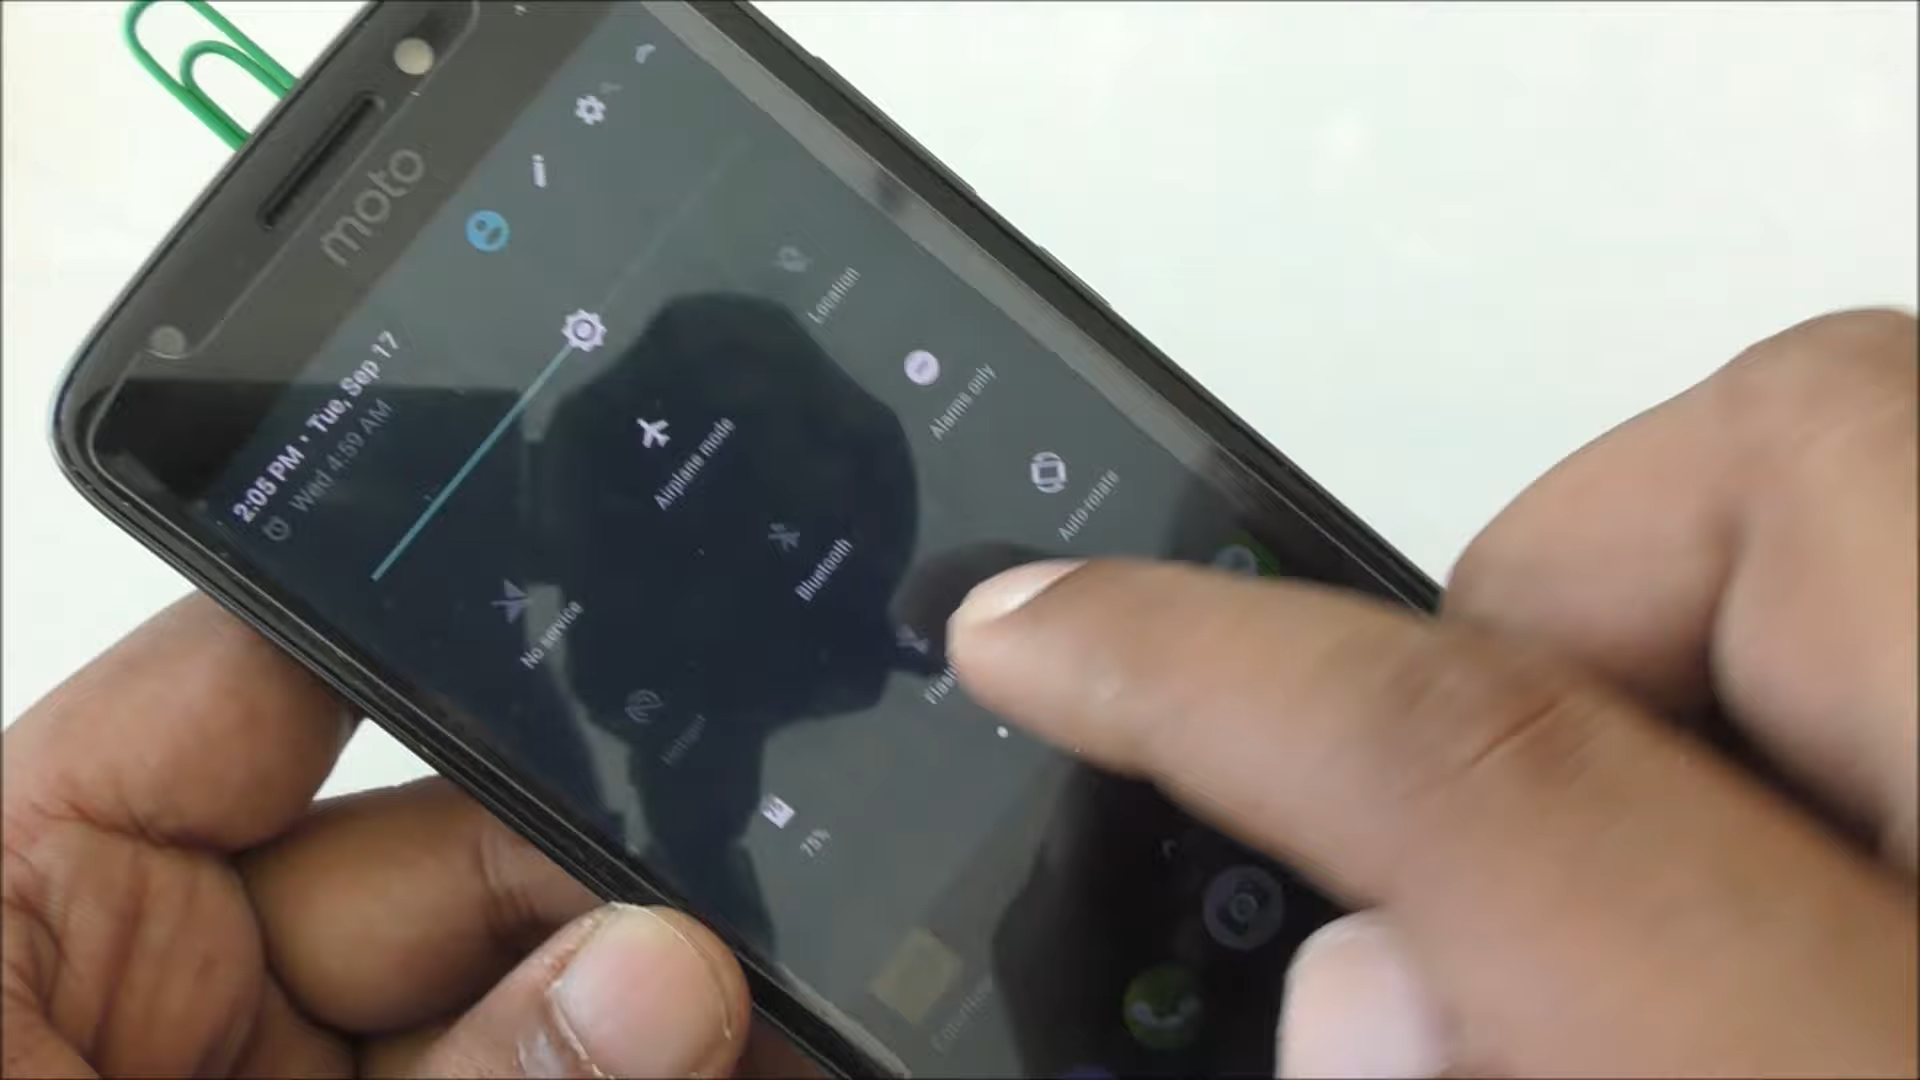 moto
2:05 PM • Tue, Sep 17
Wed 4:59 AM
No service
Airplane mode
Location
Hotspot
Bluetooth
Alarms only
75%
Auto-rotate